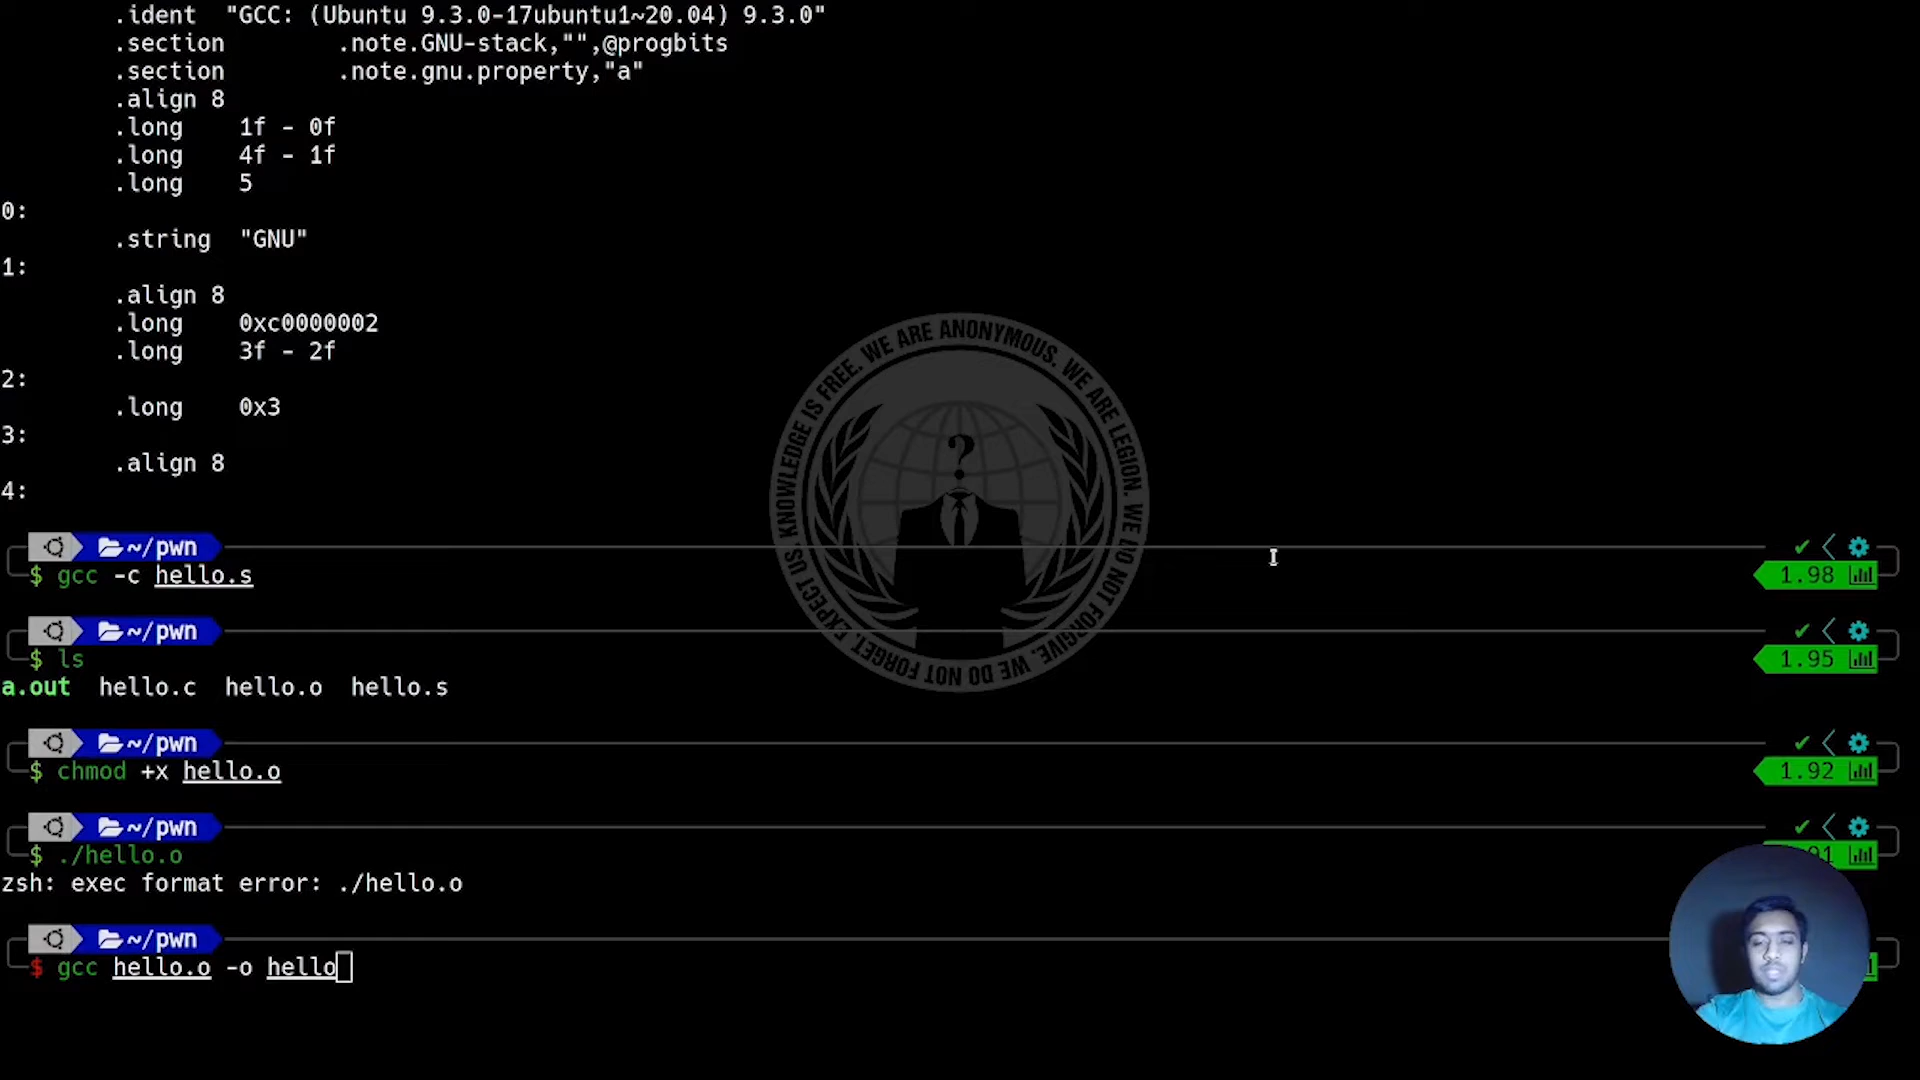 .ident "GCC: (Ubuntu 9.3.0-17ubuntu1~20.04) 9.3.0"
.section .note.GNU-stack,"",@progbits
.section .note.gnu.property,"a"
.align 8
.long 1f - 0f
.long 4f - 1f
.long 5
0:
.string "GNU"
1:
.align 8
.long 0xc0000002
.long 3f - 2f
2:
.long 0x3
3:
.align 8
4:
KNOWLEDGE IS FREE. WE ARE ANONYMOUS. WE ARE LEGION. WE DO NOT FORGIVE. WE DO NOT FORGET. EXPECT US.
?
~/pwn
$ gcc -c hello.s 1.98
~/pwn
$ ls 1.95
a.out hello.c hello.o hello.s
~/pwn
$ chmod +x hello.o 1.92
~/pwn
$ ./hello.o
zsh: exec format error: ./hello.o
~/pwn
$ gcc hello.o -o hello